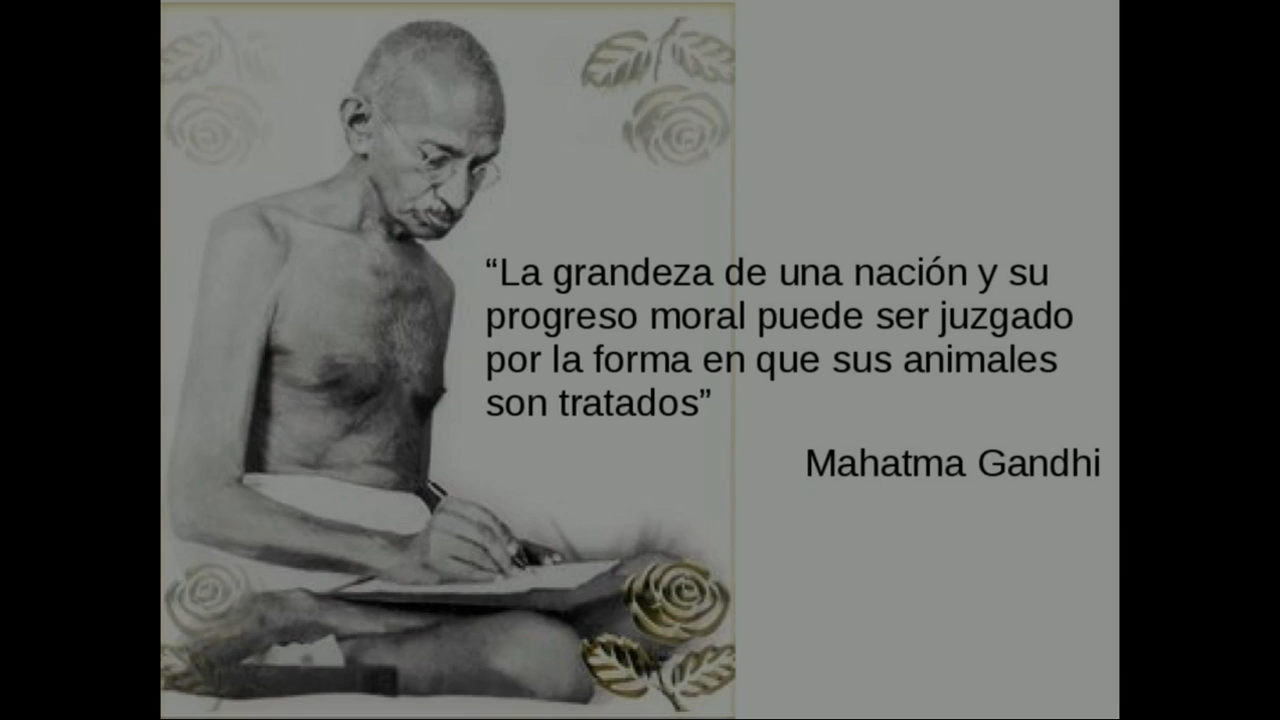 “La grandeza de una nación y su
progreso moral puede ser juzgado
por la forma en que sus animales
son tratados”
Mahatma Gandhi